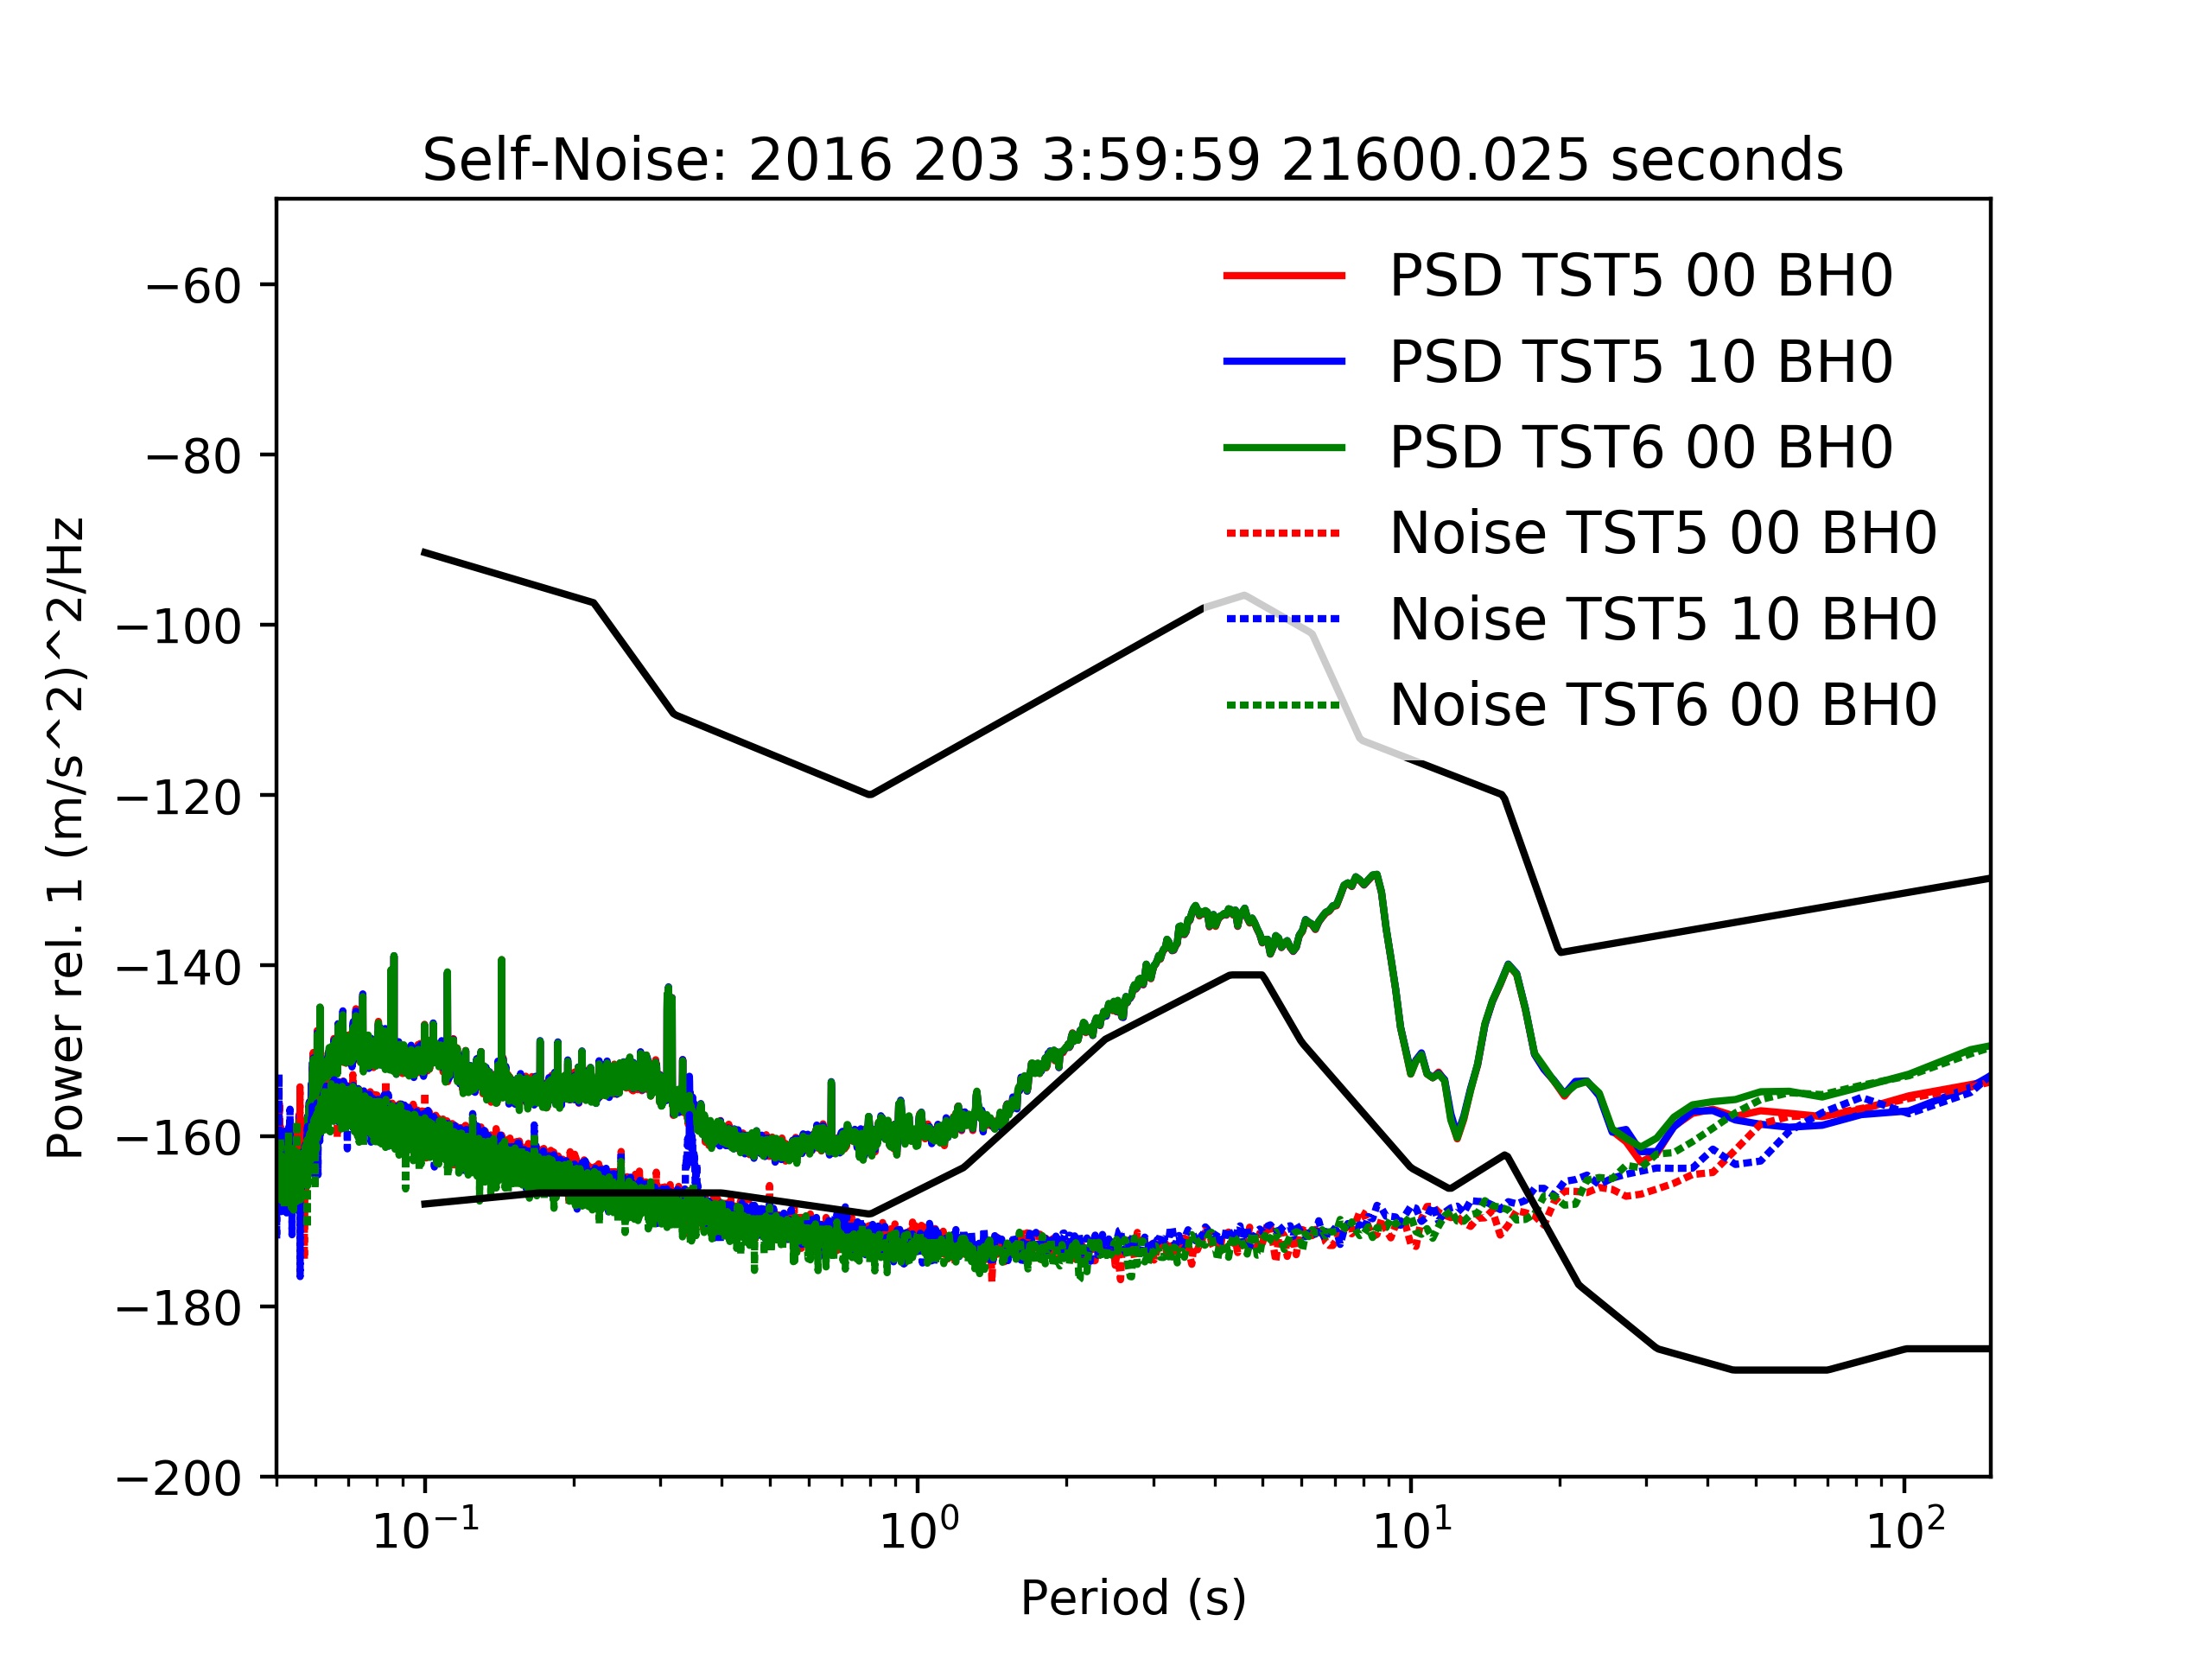 Self-Noise: 2016 203 3:59:59 21600.025 seconds
Power rel. 1 (m/s^2)^2/Hz
−60
−80
−100
−120
−140
−160
−180
−200
PSD TST5 00 BH0
PSD TST5 10 BH0
PSD TST6 00 BH0
Noise TST5 00 BH0
Noise TST5 10 BH0
Noise TST6 00 BH0
10⁻¹ 10⁰ 10¹ 10²
Period (s)